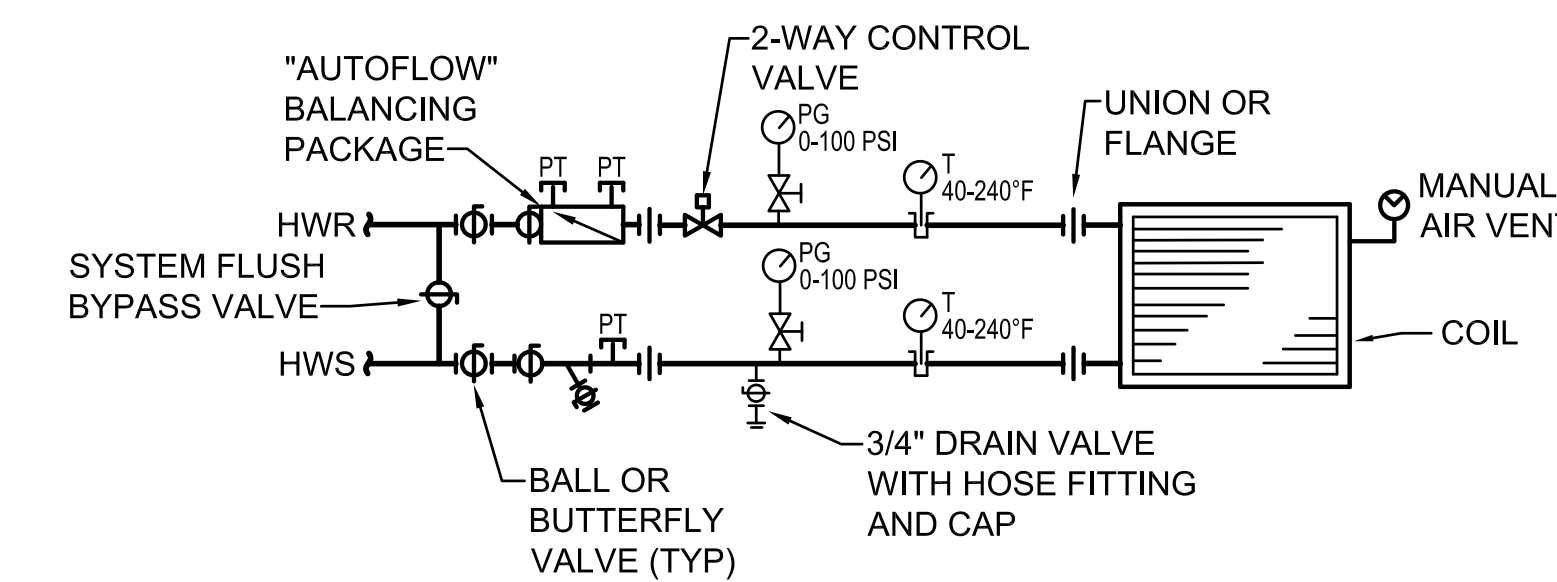 "AUTOFLOW"
BALANCING
PACKAGE
2-WAY CONTROL
VALVE
PG
0-100 PSI
UNION OR
FLANGE
PT
PT
T
40-240°F
MANUAL
AIR VENT
HWR
SYSTEM FLUSH
BYPASS VALVE
PG
0-100 PSI
T
40-240°F
PT
HWS
COIL
3/4" DRAIN VALVE
WITH HOSE FITTING
AND CAP
BALL OR
BUTTERFLY
VALVE (TYP)